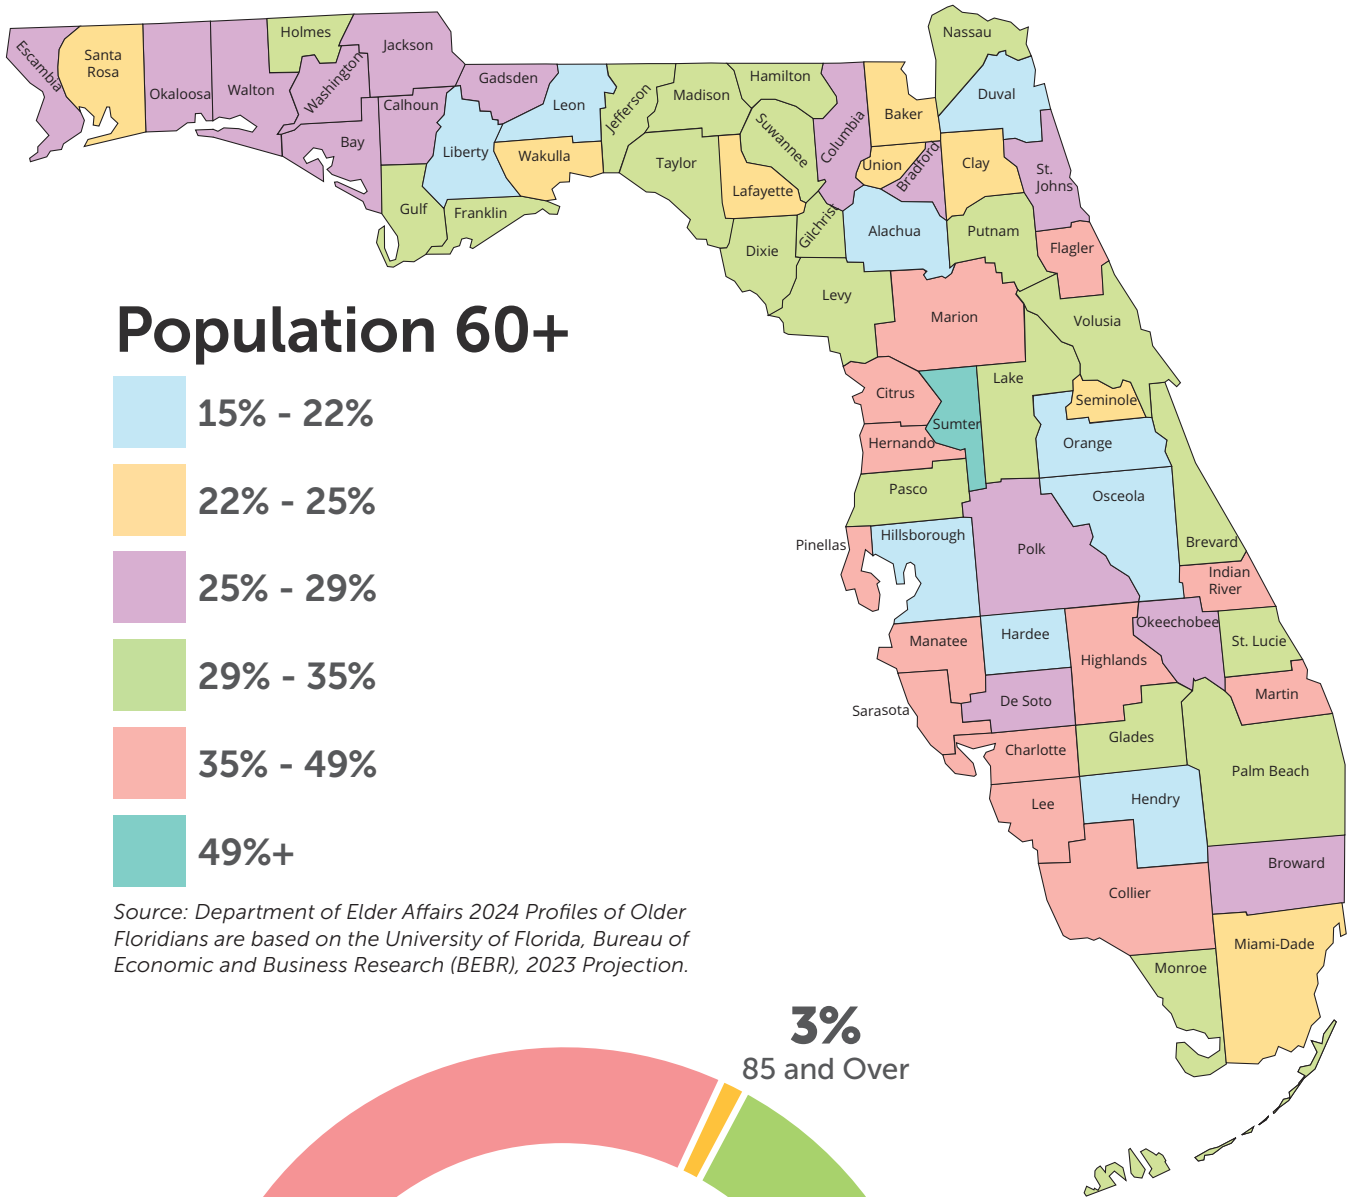 Escambia
Santa
Rosa
Okaloosa
Walton
Holmes
Washington
Jackson
Bay
Calhoun
Gulf
Gadsden
Liberty
Franklin
Leon
Wakulla
Jefferson
Madison
Taylor
Hamilton
Suwannee
Lafayette
Dixie
Columbia
Gilchrist
Levy
Baker
Union
Bradford
Alachua
Nassau
Duval
Clay
St.
Johns
Putnam
Flagler
Marion
Volusia
Citrus
Sumter
Lake
Hernando
Seminole
Orange
Pasco
Osceola
Pinellas
Hillsborough
Polk
Brevard
Indian
River
Manatee
Hardee
Highlands
Okeechobee
St. Lucie
Sarasota
De Soto
Martin
Charlotte
Glades
Palm Beach
Lee
Hendry
Collier
Broward
Miami-Dade
Monroe
Population 60+
15% - 22%
22% - 25%
25% - 29%
29% - 35%
35% - 49%
49%+
Source: Department of Elder Affairs 2024 Profiles of Older
Floridians are based on the University of Florida, Bureau of
Economic and Business Research (BEBR), 2023 Projection.
3%
85 and Over